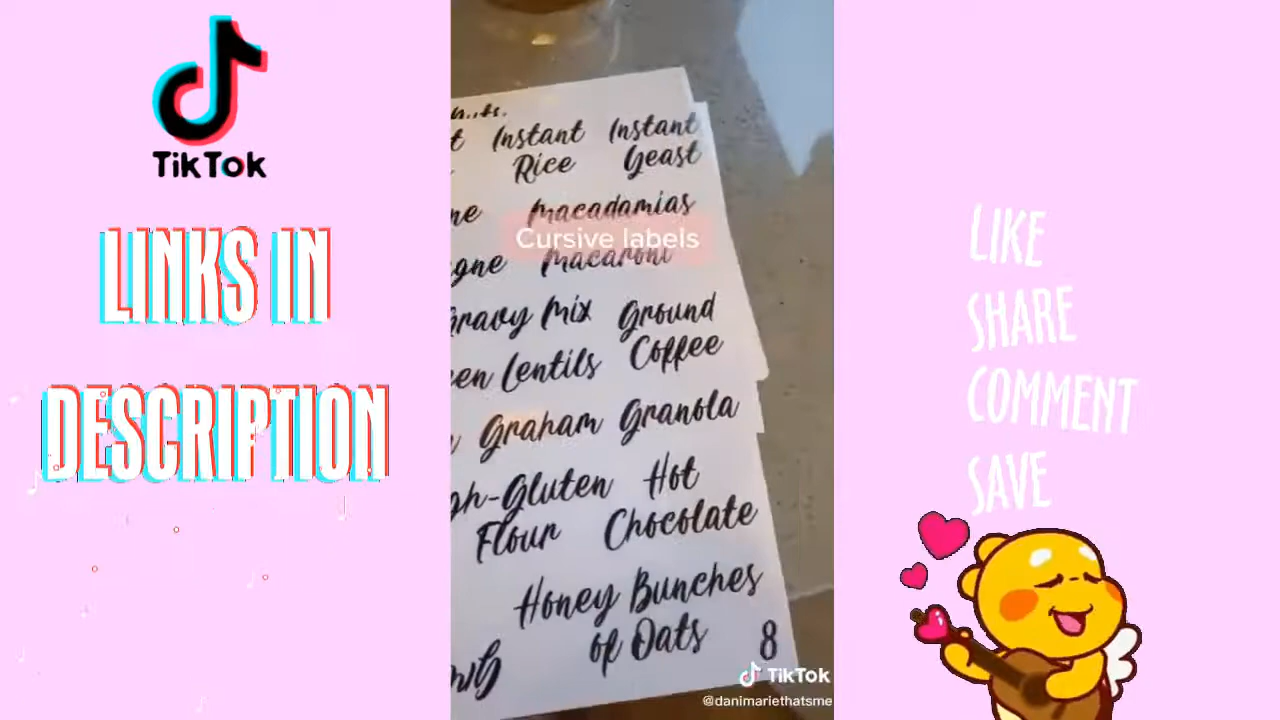 TikTok
LINKS IN
DESCRIPTION
Instant Instant
Rice Yeast
Macadamias
Cursive labels
Macaroni
Gravy Mix Ground
Lentils Coffee
Graham Granola
-Gluten Hot
Flour Chocolate
Honey Bunches
of Oats 8
TikTok
@danimariethatsme
LIKE
SHARE
COMMENT
SAVE